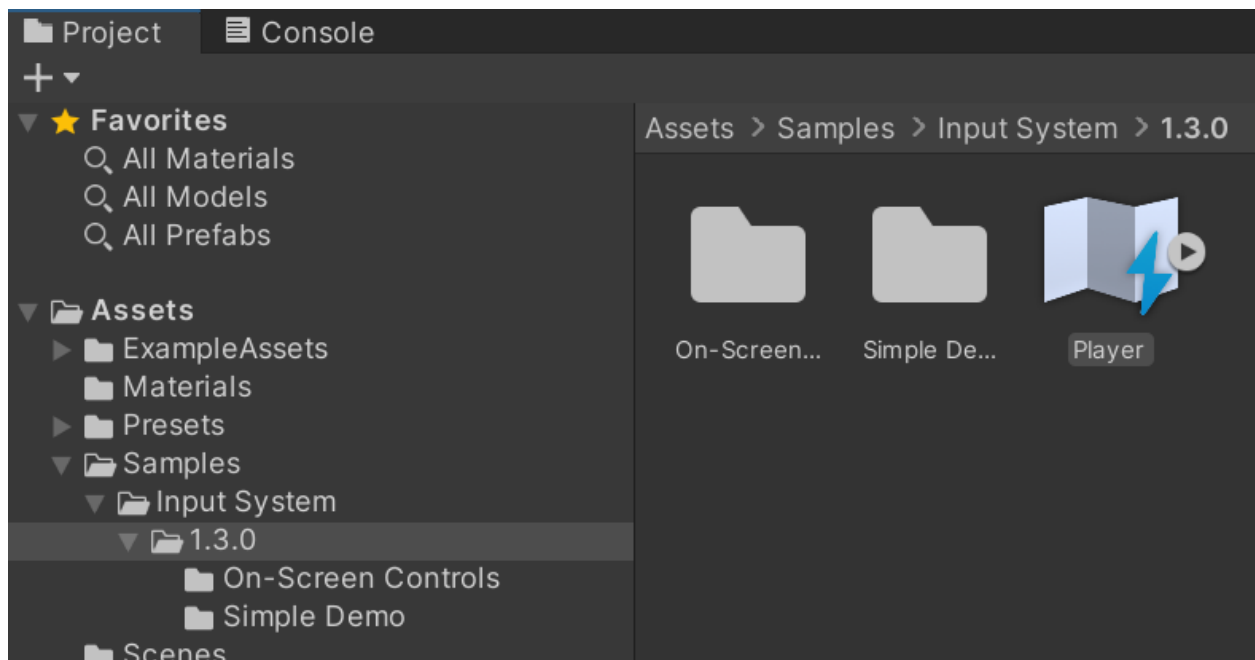 Project
Console
Favorites
All Materials
All Models
All Prefabs
Assets
ExampleAssets
Materials
Presets
Samples
Input System
1.3.0
On-Screen Controls
Simple Demo
Scenes
Assets > Samples > Input System > 1.3.0
On-Screen...
Simple De...
Player